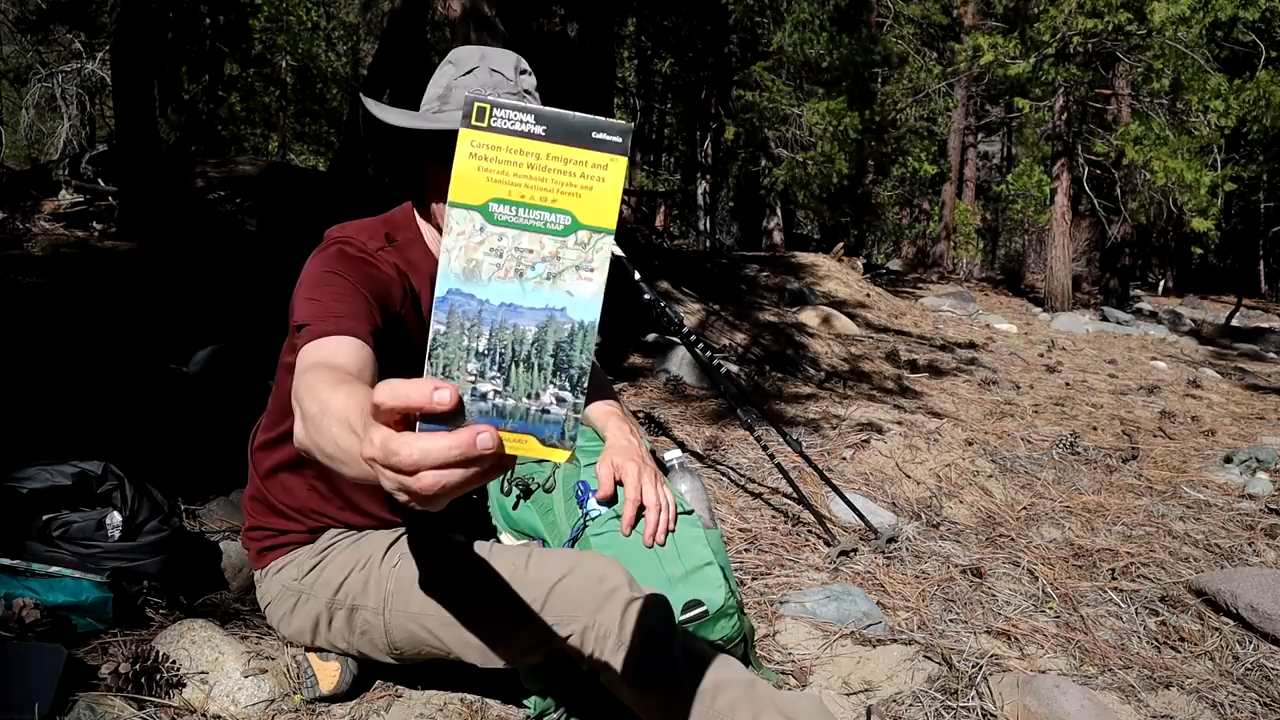 NATIONAL
GEOGRAPHIC
California
Carson-Iceberg, Emigrant and
Mokelumne Wilderness Areas
Eldorado, Humboldt-Toiyabe and
Stanislaus National Forests
TRAILS ILLUSTRATED
TOPOGRAPHIC MAP